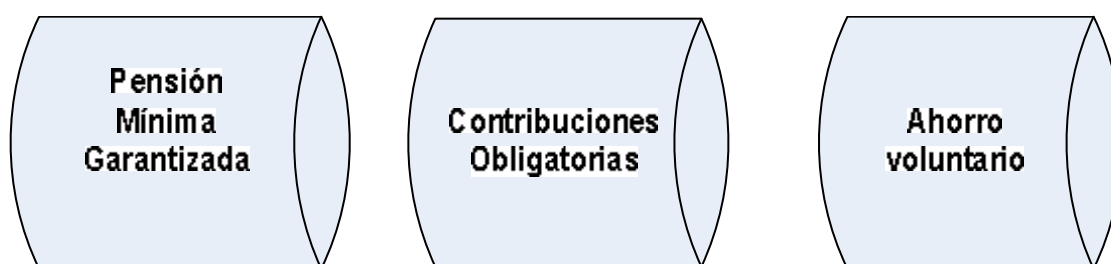 Pensión
Mínima
Garantizada
Contribuciones
Obligatorias
Ahorro
voluntario